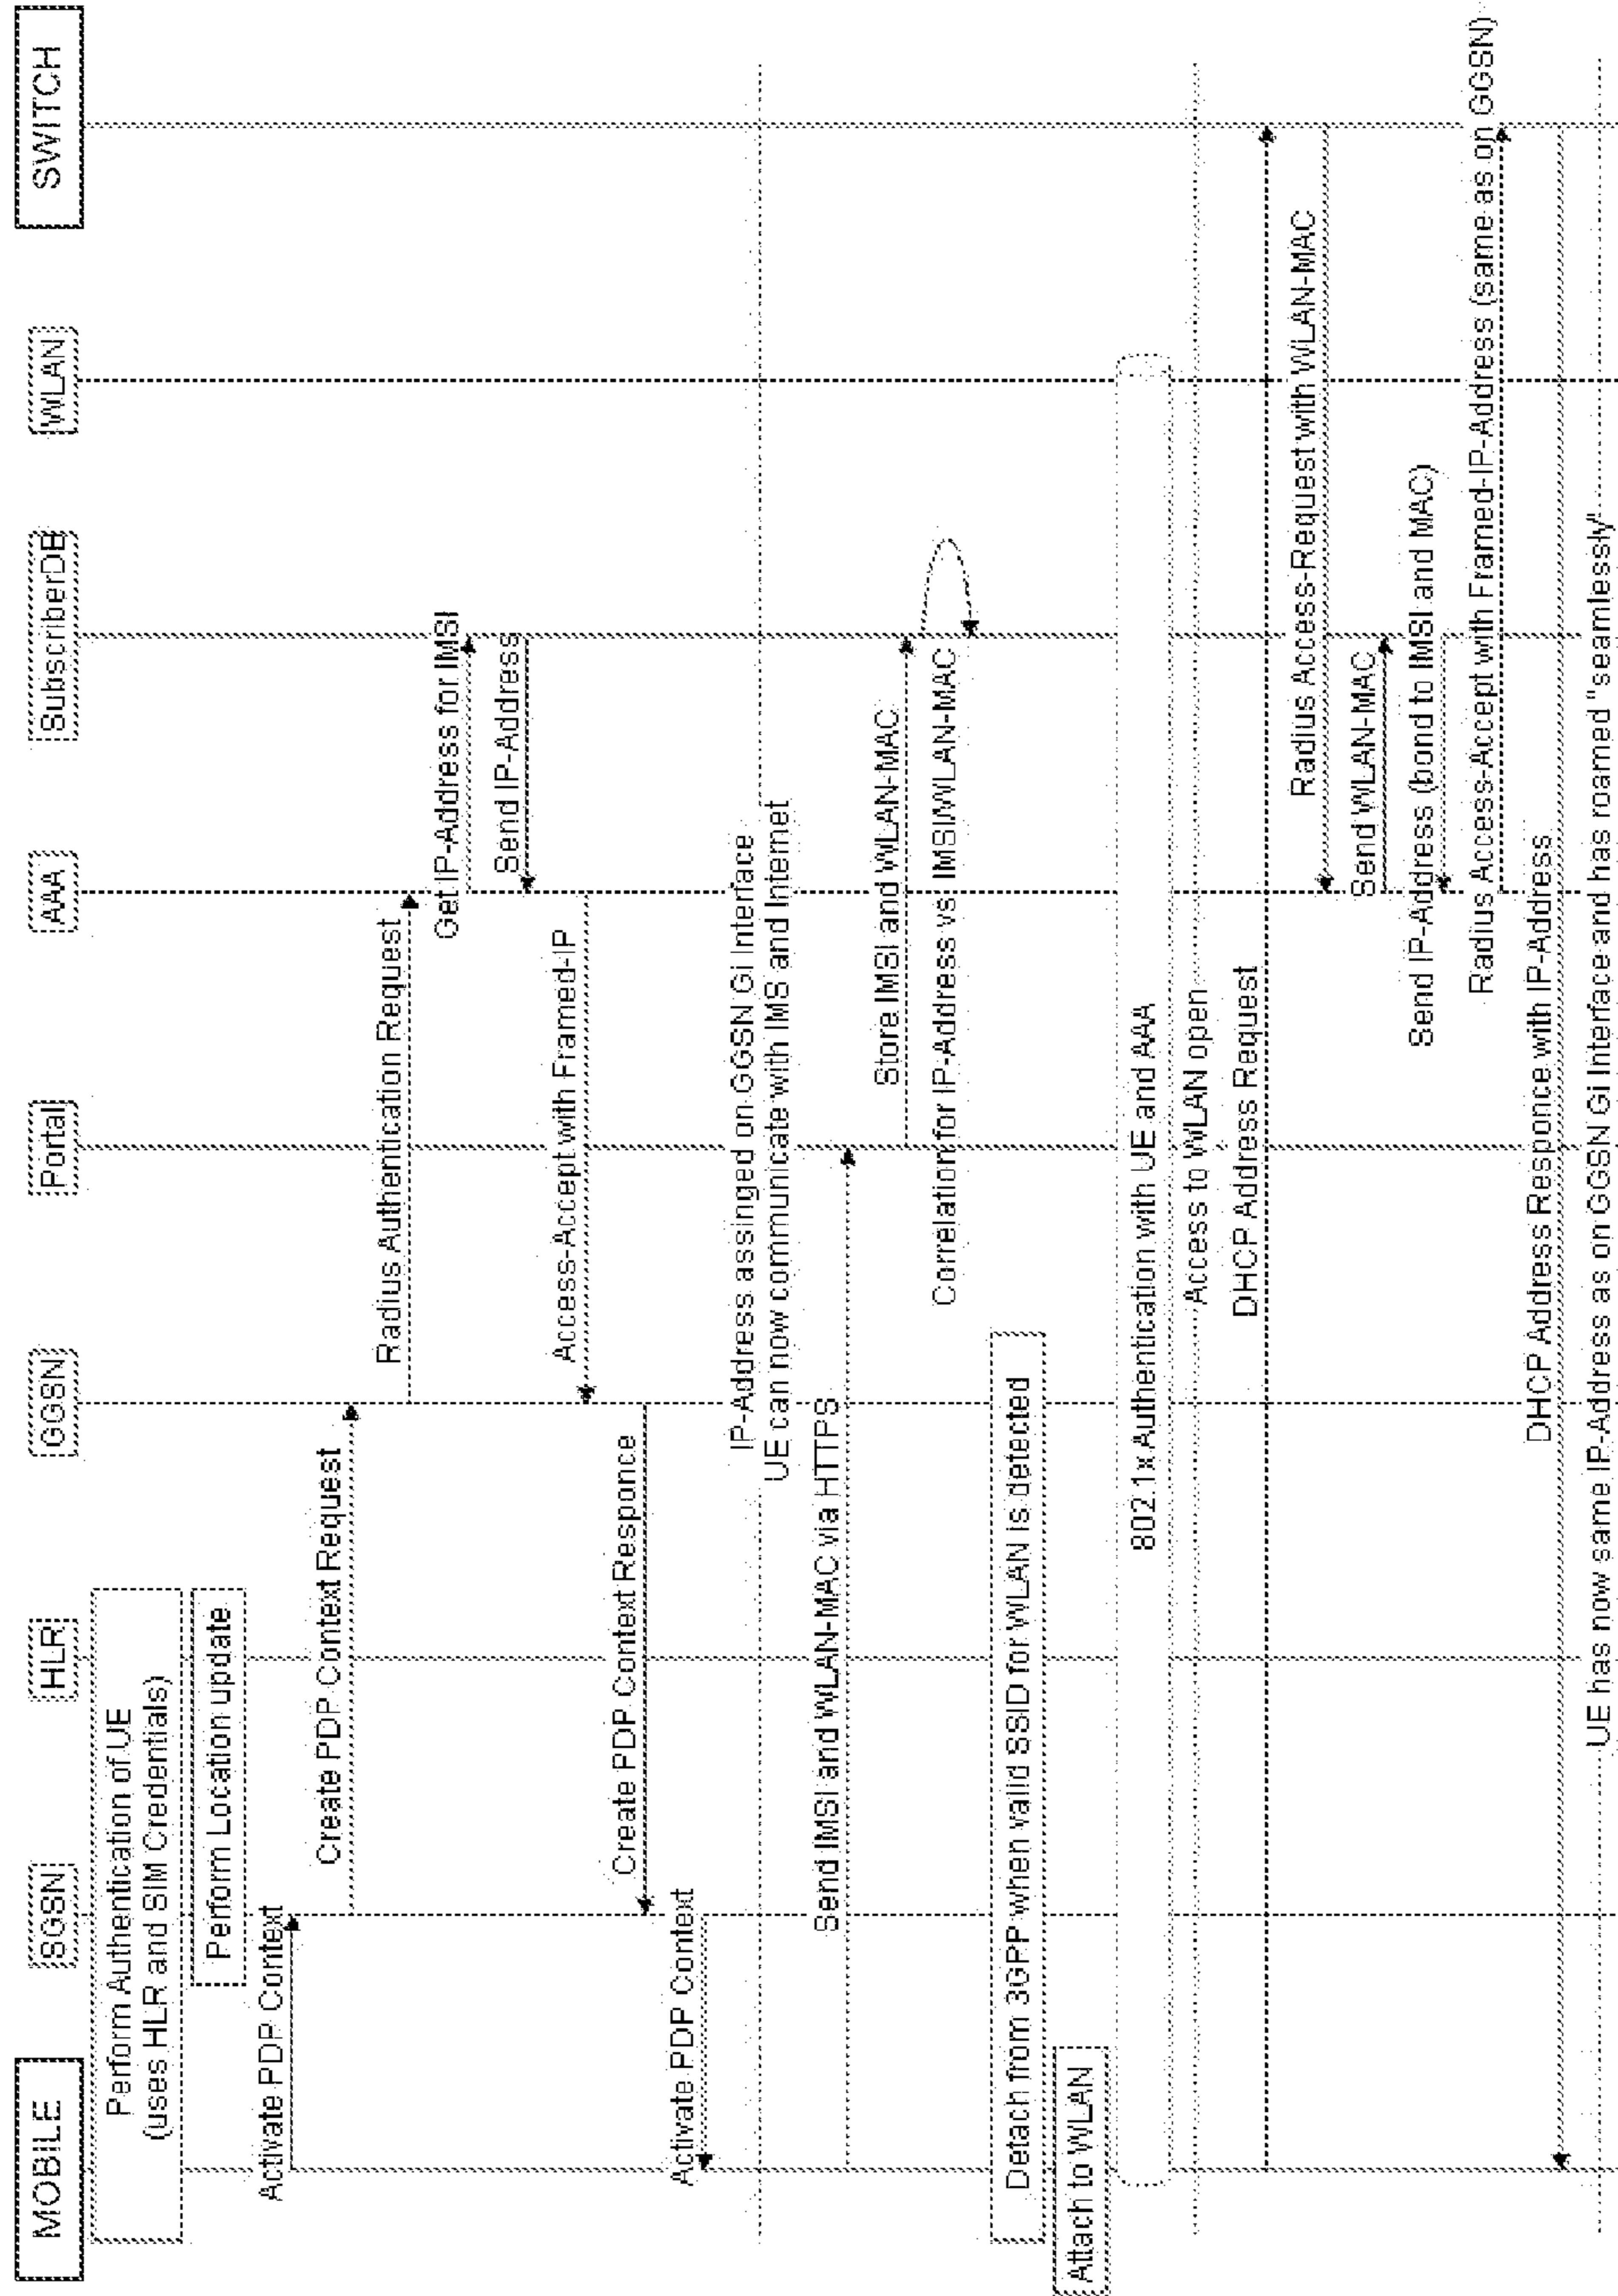 MOBILE
SGSN
HLR
GGSN
Portal
AAA
SubscriberDB
WLAN
SWITCH
Perform Authentication of UE
(uses HLR and SIM Credentials)
Perform Location update
Activate PDP Context
Create PDP Context Request
Radius Authentication Request
Get IP-Address for IMSI
Send IP-Address
Access-Accept with Framed-IP
Create PDP Context Responce
Activate PDP Context
IP-Address assinged on GGSN Gi Interface
UE can now communicate with IMS and Internet
Send IMSI and WLAN-MAC via HTTPS
Store IMSI and WLAN-MAC
Correlation for IP-Address vs IMSI/WLAN-MAC
Detach from 3GPP when valid SSID for WLAN is detected
Attach to WLAN
802.1x Authentication with UE and AAA
Access to WLAN open
DHCP Address Request
Radius Access-Request with WLAN-MAC
Send WLAN-MAC
Send IP-Address (bond to IMSI and MAC)
Radius Access-Accept with Framed-IP-Address (same as on GGSN)
DHCP Address Responce with IP-Address
UE has now same IP-Address as on GGSN Gi Interface and has roamed "seamlessly"